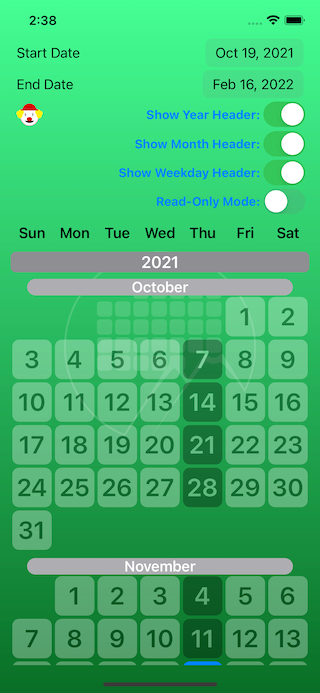 2:38
Start Date Oct 19, 2021
End Date Feb 16, 2022
Show Year Header:
Show Month Header:
Show Weekday Header:
Read-Only Mode:
Sun Mon Tue Wed Thu Fri Sat
2021
October
1 2
3 4 5 6 7 8 9
10 11 12 13 14 15 16
17 18 19 20 21 22 23
24 25 26 27 28 29 30
31
November
1 2 3 4 5 6
7 8 9 10 11 12 13